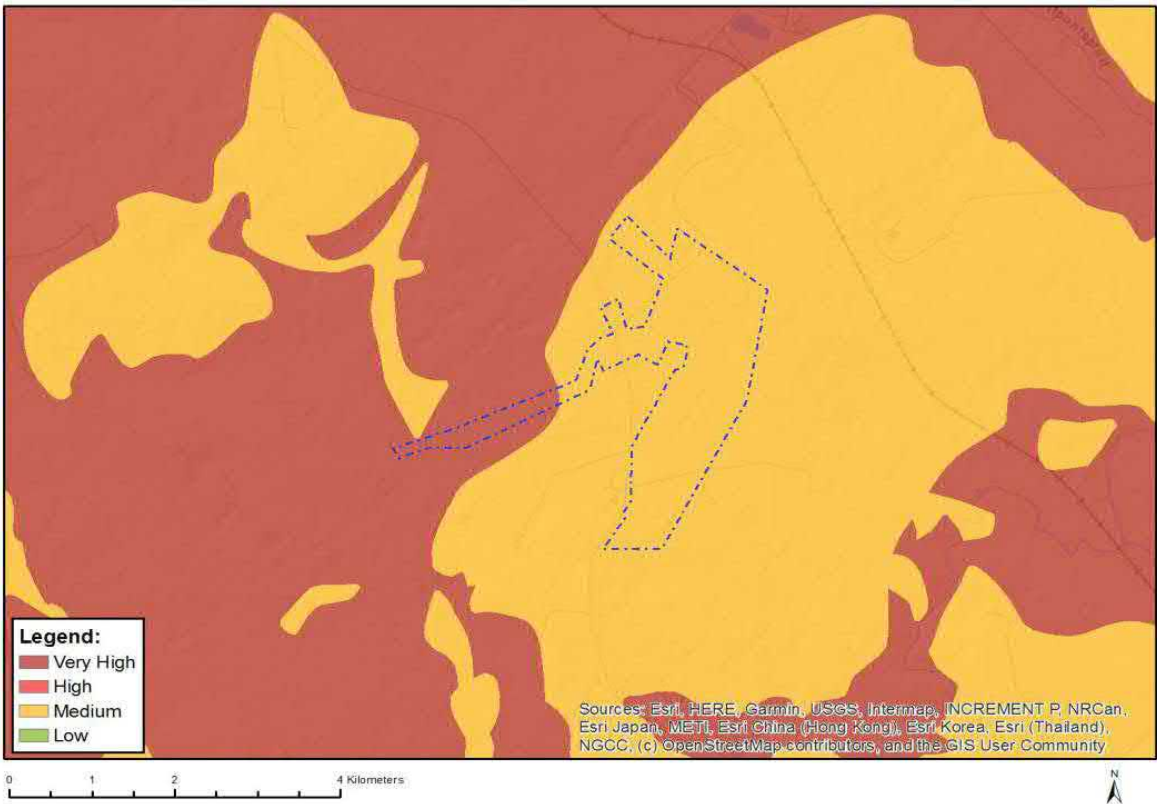 Legend:
Very High
High
Medium
Low
Sources: Esri, HERE, Garmin, USGS, Intermap, INCREMENT P, NRCan,
Esri Japan, METI, Esri China (Hong Kong), Esri Korea, Esri (Thailand),
NGCC, (c) OpenStreetMap contributors, and the GIS User Community
0 1 2 4 Kilometers
N